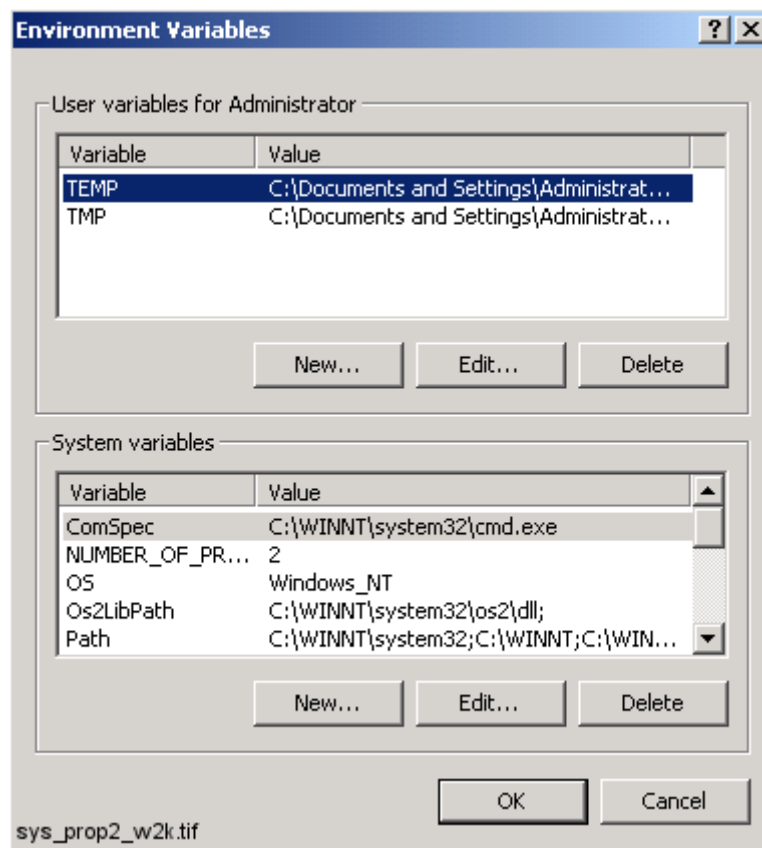 Environment Variables
User variables for Administrator
Variable Value
TEMP C:\Documents and Settings\Administrat...
TMP C:\Documents and Settings\Administrat...
New... Edit... Delete
System variables
Variable Value
ComSpec C:\WINNT\system32\cmd.exe
NUMBER_OF_PR... 2
OS Windows_NT
Os2LibPath C:\WINNT\system32\os2\dll;
Path C:\WINNT\system32;C:\WINNT;C:\WIN...
New... Edit... Delete
OK Cancel
sys_prop2_w2k.tif